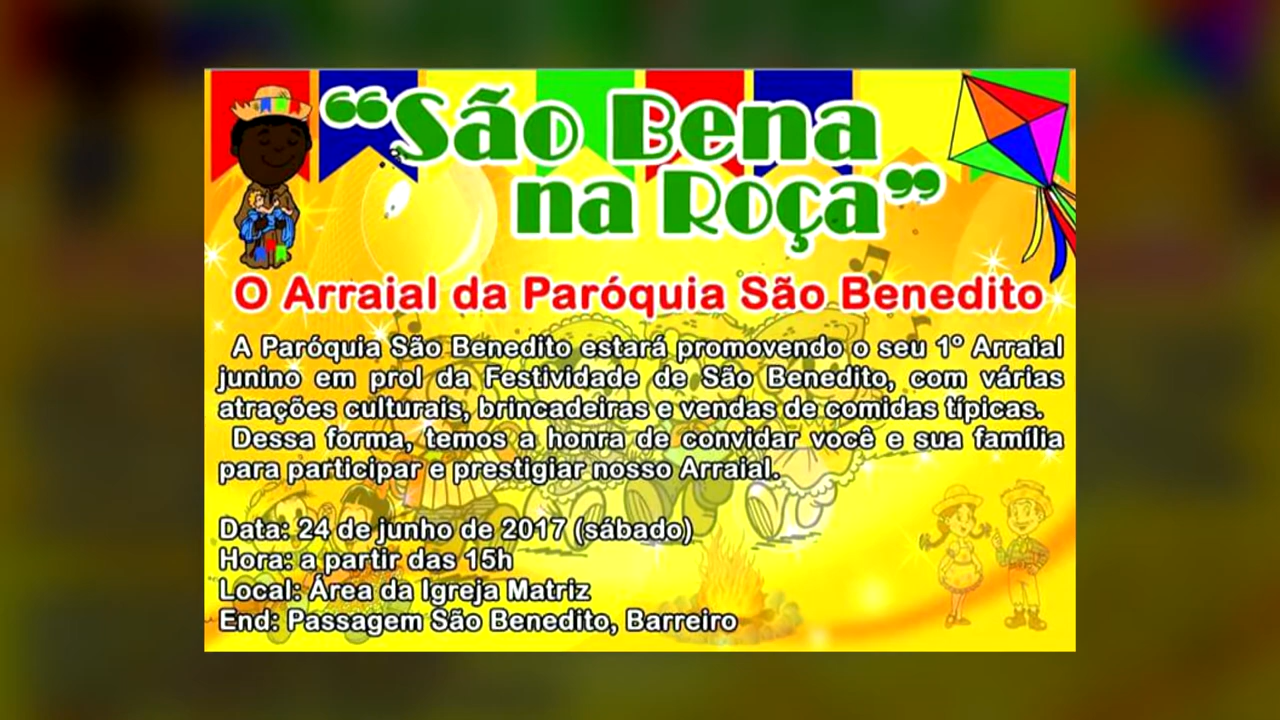 “São Bena
na Roça”
O Arraial da Paróquia São Benedito
A Paróquia São Benedito estará promovendo o seu 1º Arraial
junino em prol da Festividade de São Benedito, com várias
atrações culturais, brincadeiras e vendas de comidas típicas.
Dessa forma, temos a honra de convidar você e sua família
para participar e prestigiar nosso Arraial.
Data: 24 de junho de 2017 (sábado)
Hora: a partir das 15h
Local: Área da Igreja Matriz
End: Passagem São Benedito, Barreiro